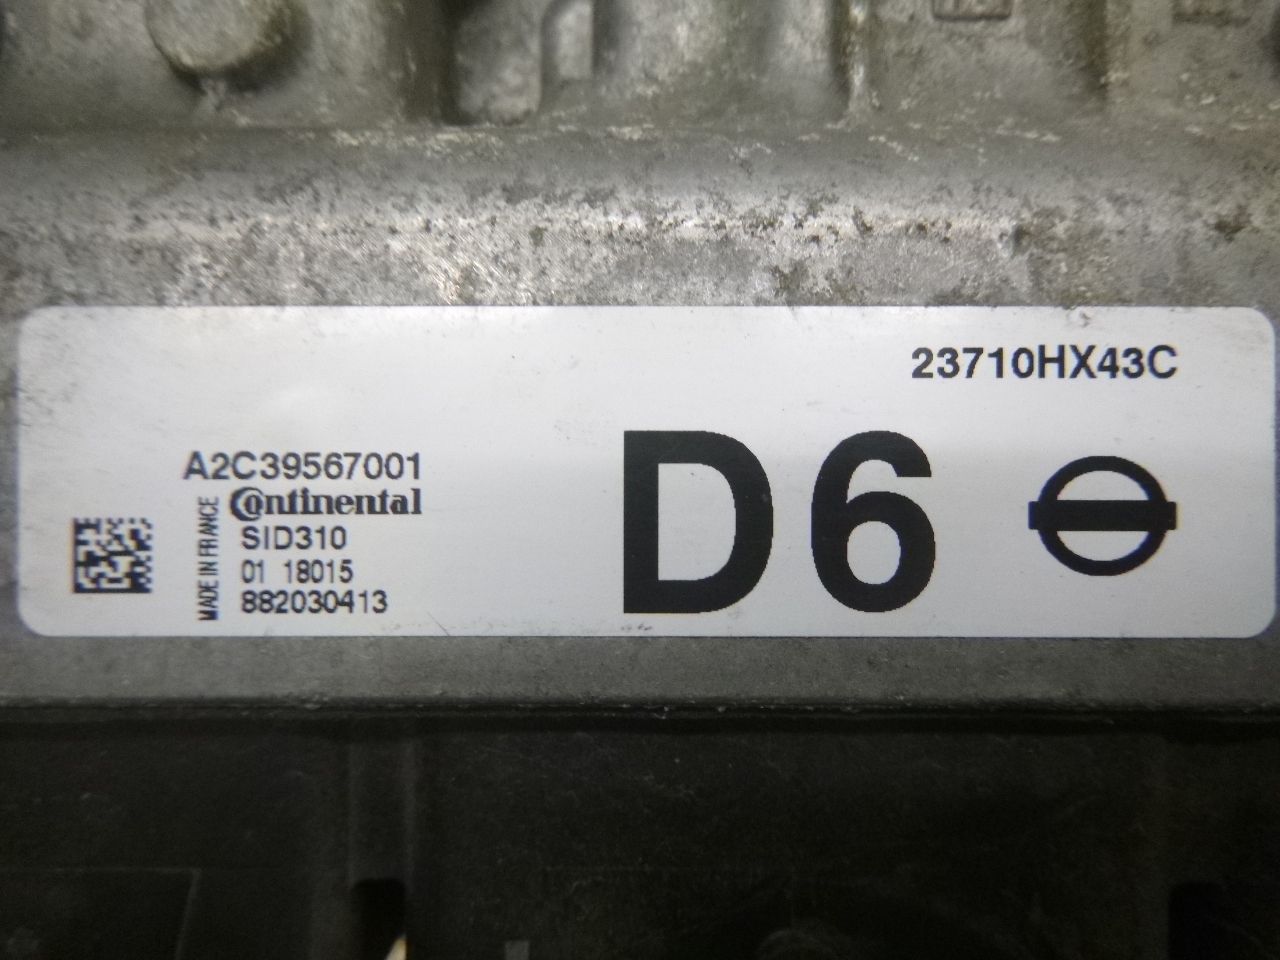 23710HX43C
A2C39567001
MADE IN FRANCE
Continental
SID310
01 18015
882030413
D6